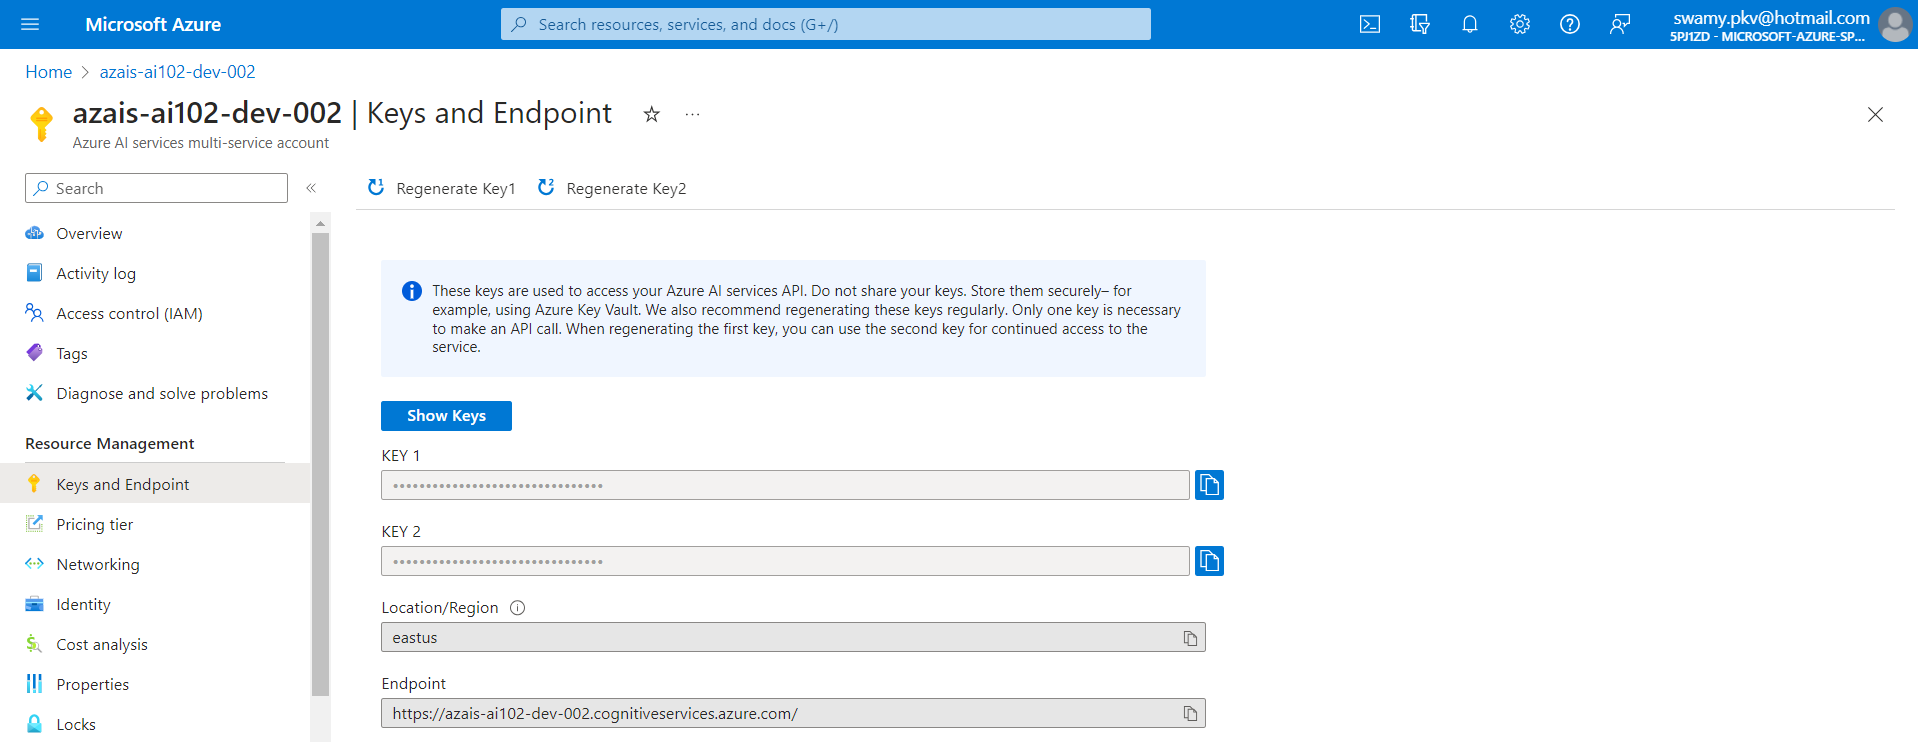 Microsoft Azure
Search resources, services, and docs (G+/)
swamy.pkv@hotmail.com
5PJ1ZD - MICROSOFT-AZURE-SP...
Home > azais-ai102-dev-002
azais-ai102-dev-002 | Keys and Endpoint
Azure AI services multi-service account
Search
Overview
Activity log
Access control (IAM)
Tags
Diagnose and solve problems
Resource Management
Keys and Endpoint
Pricing tier
Networking
Identity
Cost analysis
Properties
Locks
1 Regenerate Key1 2 Regenerate Key2
These keys are used to access your Azure AI services API. Do not share your keys. Store them securely– for
example, using Azure Key Vault. We also recommend regenerating these keys regularly. Only one key is necessary
to make an API call. When regenerating the first key, you can use the second key for continued access to the
service.
Show Keys
KEY 1
••••••••••••••••••••••••••••••••
KEY 2
••••••••••••••••••••••••••••••••
Location/Region
eastus
Endpoint
https://azais-ai102-dev-002.cognitiveservices.azure.com/